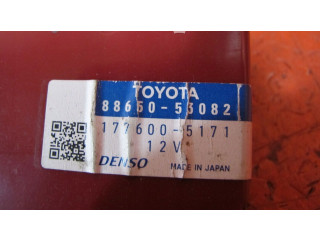 TOYOTA
88650-53082
177600-5171
12V
DENSO MADE IN JAPAN